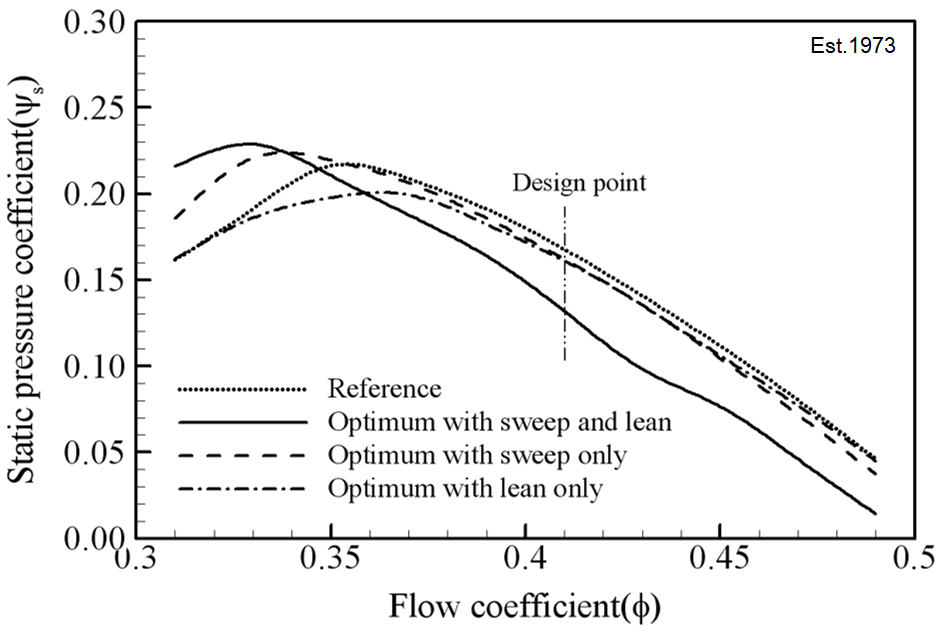 Est.1973
Static pressure coefficient(ψs)
0.30
0.25
0.20
0.15
0.10
0.05
0.00
Design point
Reference
Optimum with sweep and lean
Optimum with sweep only
Optimum with lean only
0.3
0.35
0.4
0.45
0.5
Flow coefficient(ϕ)